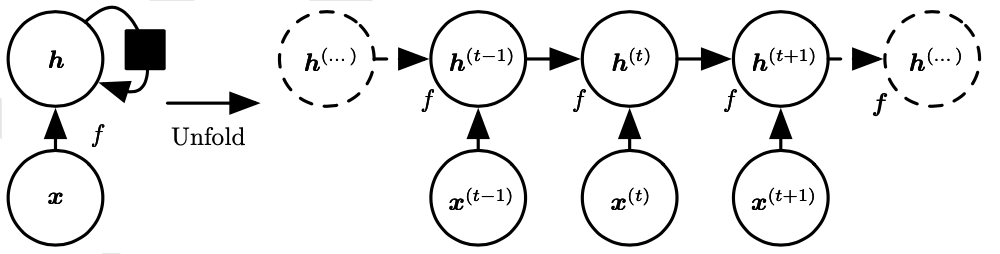 h
f
x
Unfold
h^(...) h^(t−1) h^(t) h^(t+1) h^(...)
f f f f
x^(t−1) x^(t) x^(t+1)